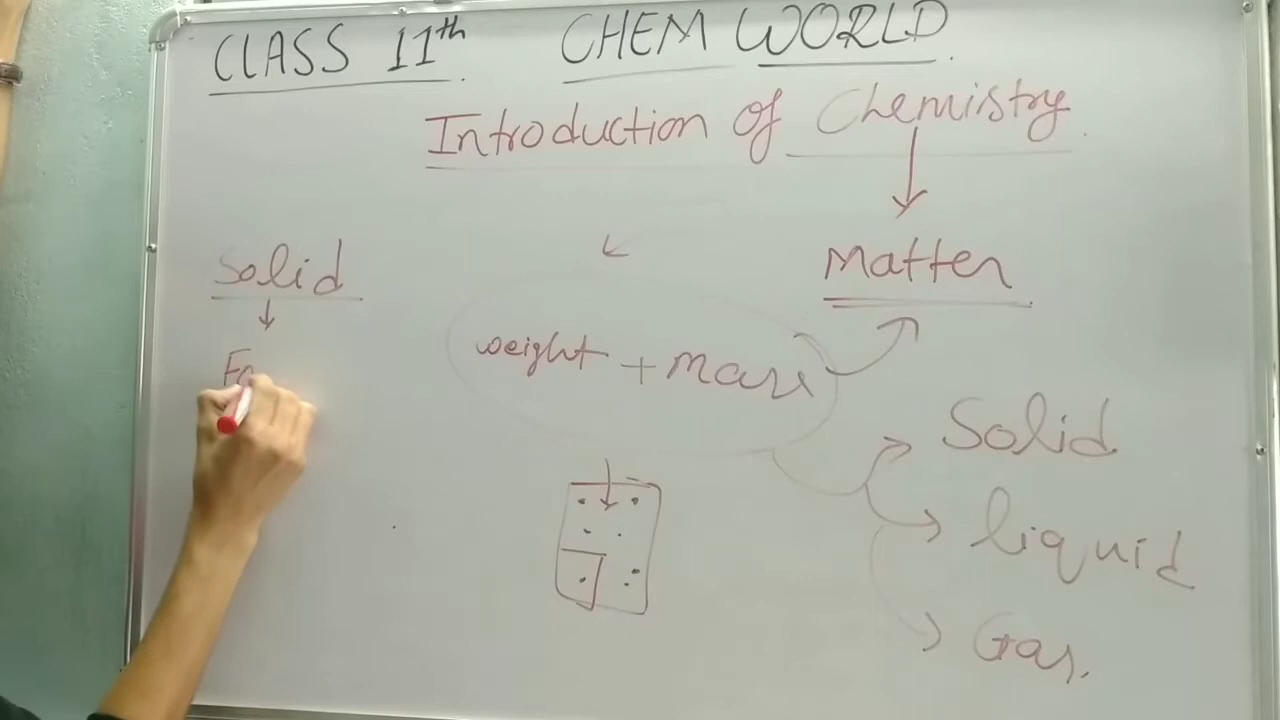 CLASS 11th CHEM WORLD.
Introduction of Chemistry.
Matter
Solid
weight + Mass
Solid
liquid
Gas.